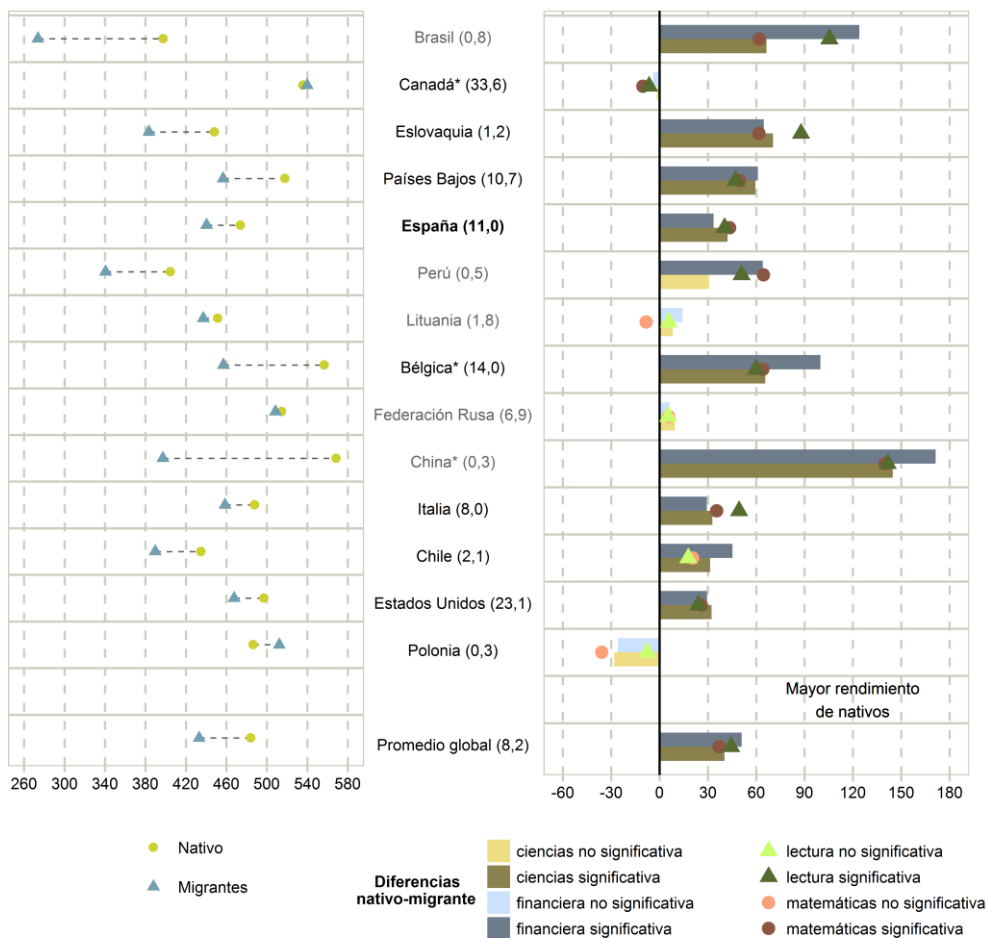 Brasil (0,8)
Canadá* (33,6)
Eslovaquia (1,2)
Países Bajos (10,7)
España (11,0)
Perú (0,5)
Lituania (1,8)
Bélgica* (14,0)
Federación Rusa (6,9)
China* (0,3)
Italia (8,0)
Chile (2,1)
Estados Unidos (23,1)
Polonia (0,3)
Mayor rendimiento
de nativos
Promedio global (8,2)
260 300 340 380 420 460 500 540 580
-60 -30 0 30 60 90 120 150 180
Nativo
Migrantes
Diferencias
nativo-migrante
ciencias no significativa
ciencias significativa
financiera no significativa
financiera significativa
lectura no significativa
lectura significativa
matemáticas no significativa
matemáticas significativa